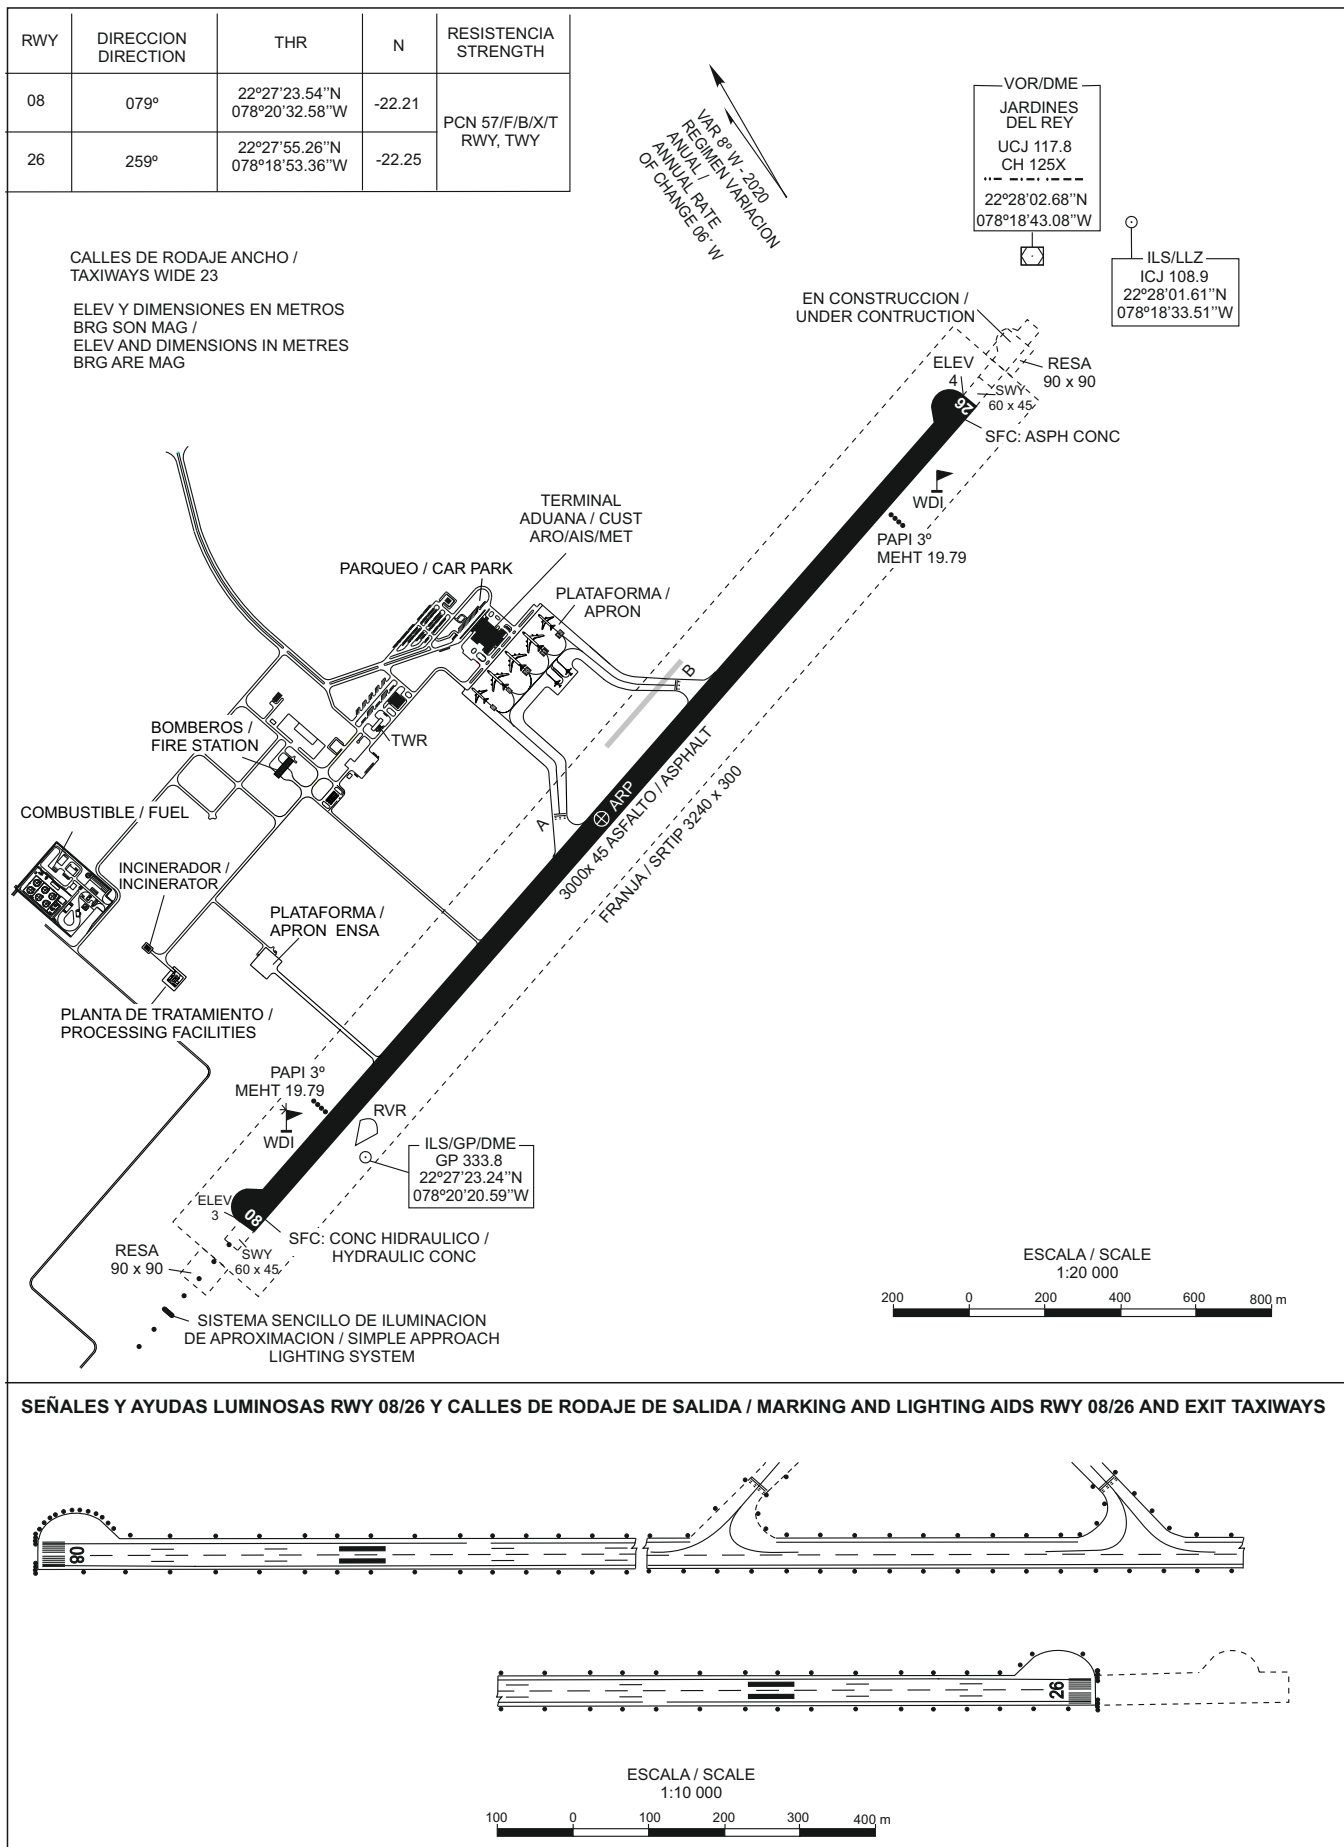 RWY
DIRECCION
DIRECTION
THR
N
RESISTENCIA
STRENGTH
08
079º
22º27’23.54’’N
078º20’32.58’’W
-22.21
PCN 57/F/B/X/T
RWY, TWY
26
259º
22º27’55.26’’N
078º18’53.36’’W
-22.25
VAR 8º W - 2020
REGIMEN VARIACION
ANUAL /
ANNUAL RATE
OF CHANGE 06´ W
VOR/DME
JARDINES
DEL REY
UCJ 117.8
CH 125X
22º28’02.68’’N
078º18’43.08’’W
ILS/LLZ
ICJ 108.9
22º28’01.61’’N
078º18’33.51’’W
CALLES DE RODAJE ANCHO /
TAXIWAYS WIDE 23
ELEV Y DIMENSIONES EN METROS
BRG SON MAG /
ELEV AND DIMENSIONS IN METRES
BRG ARE MAG
EN CONSTRUCCION /
UNDER CONTRUCTION
ELEV
4
RESA
90 x 90
SWY
60 x 45
26
SFC: ASPH CONC
WDI
PAPI 3º
MEHT 19.79
TERMINAL
ADUANA / CUST
ARO/AIS/MET
PARQUEO / CAR PARK
PLATAFORMA /
APRON
B
BOMBEROS /
FIRE STATION
TWR
COMBUSTIBLE / FUEL
A
ARP
3000x 45 ASFALTO / ASPHALT
FRANJA / SRTIP 3240 x 300
INCINERADOR /
INCINERATOR
PLATAFORMA /
APRON ENSA
PLANTA DE TRATAMIENTO /
PROCESSING FACILITIES
PAPI 3º
MEHT 19.79
WDI
RVR
ILS/GP/DME
GP 333.8
22º27’23.24’’N
078º20’20.59’’W
ELEV
3
08
SFC: CONC HIDRAULICO /
HYDRAULIC CONC
RESA
90 x 90
SWY
60 x 45
SISTEMA SENCILLO DE ILUMINACION
DE APROXIMACION / SIMPLE APPROACH
LIGHTING SYSTEM
ESCALA / SCALE
1:20 000
200 0 200 400 600 800 m
SEÑALES Y AYUDAS LUMINOSAS RWY 08/26 Y CALLES DE RODAJE DE SALIDA / MARKING AND LIGHTING AIDS RWY 08/26 AND EXIT TAXIWAYS
08
26
ESCALA / SCALE
1:10 000
100 0 100 200 300 400 m